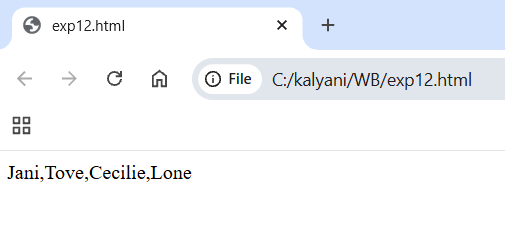 exp12.html
File
C:/kalyani/WB/exp12.html
Jani,Tove,Cecilie,Lone